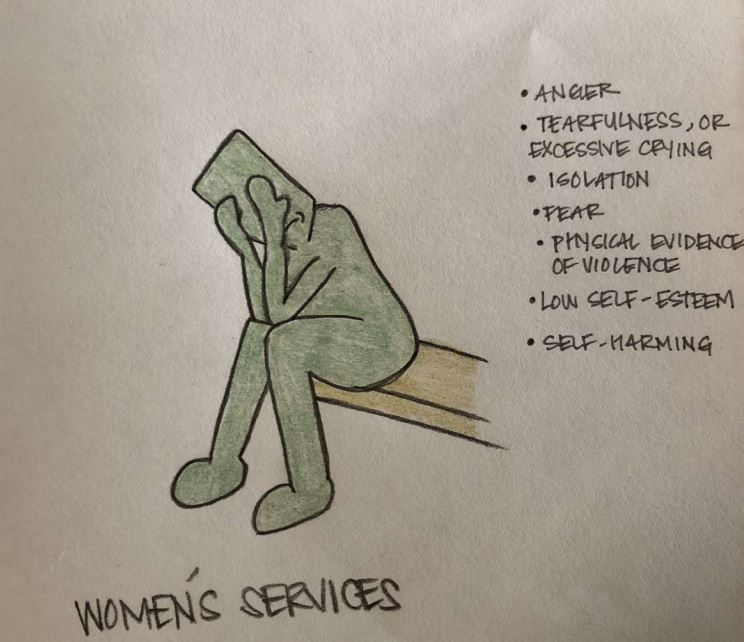 • ANGER
• TEARFULNESS, OR
EXCESSIVE CRYING
• ISOLATION
• FEAR
• PHYSICAL EVIDENCE
OF VIOLENCE
• LOW SELF-ESTEEM
• SELF-HARMING
WOMEN'S SERVICES